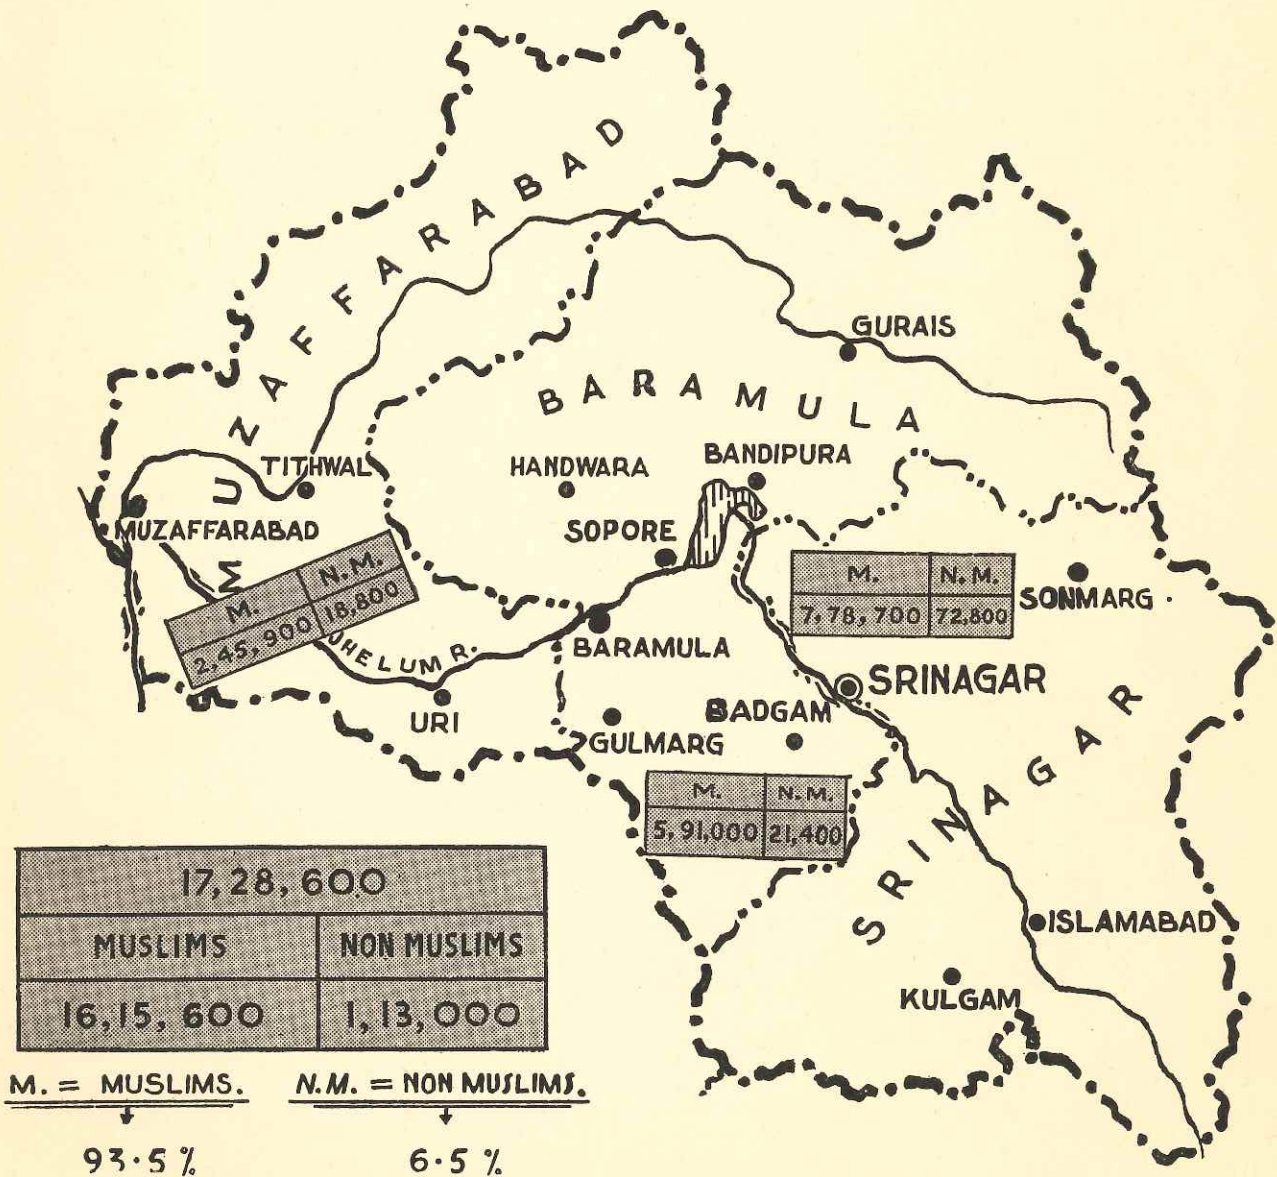 MUZAFFARABAD
GURAIS
BARAMULA
TITHWAL
HANDWARA
BANDIPURA
MUZAFFARABAD
SOPORE
M. N.M.
2,45,900 18,800
M. N.M.
7,78,700 72,800
SONMARG
JHELUM R.
BARAMULA
SRINAGAR
URI
BADGAM
GULMARG
SRINAGAR
M. N.M.
5,91,000 21,400
17,28,600
MUSLIMS NON MUSLIMS
16,15,600 1,13,000
ISLAMABAD
KULGAM
M. = MUSLIMS. N.M. = NON MUSLIMS.
93.5 % 6.5 %